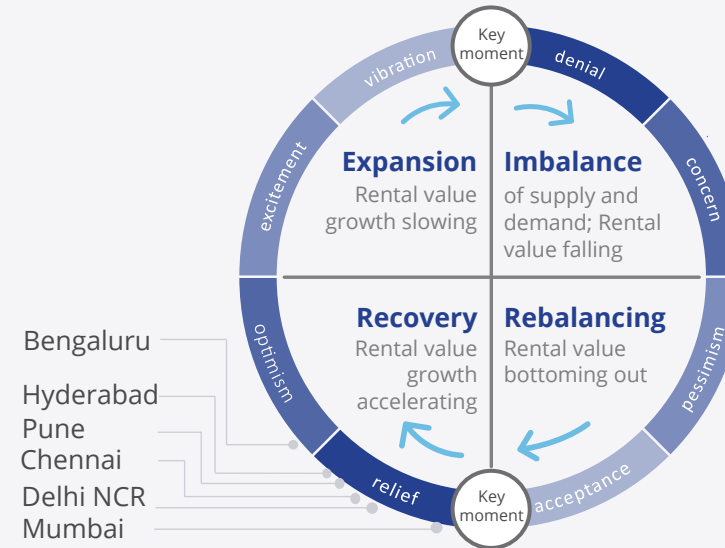 Key
moment
vibration
denial
excitement
concern
Expansion
Rental value
growth slowing
Imbalance
of supply and
demand; Rental
value falling
Recovery
Rental value
growth
accelerating
Rebalancing
Rental value
bottoming out
optimism
pessimism
relief
acceptance
Key
moment
Bengaluru
Hyderabad
Pune
Chennai
Delhi NCR
Mumbai